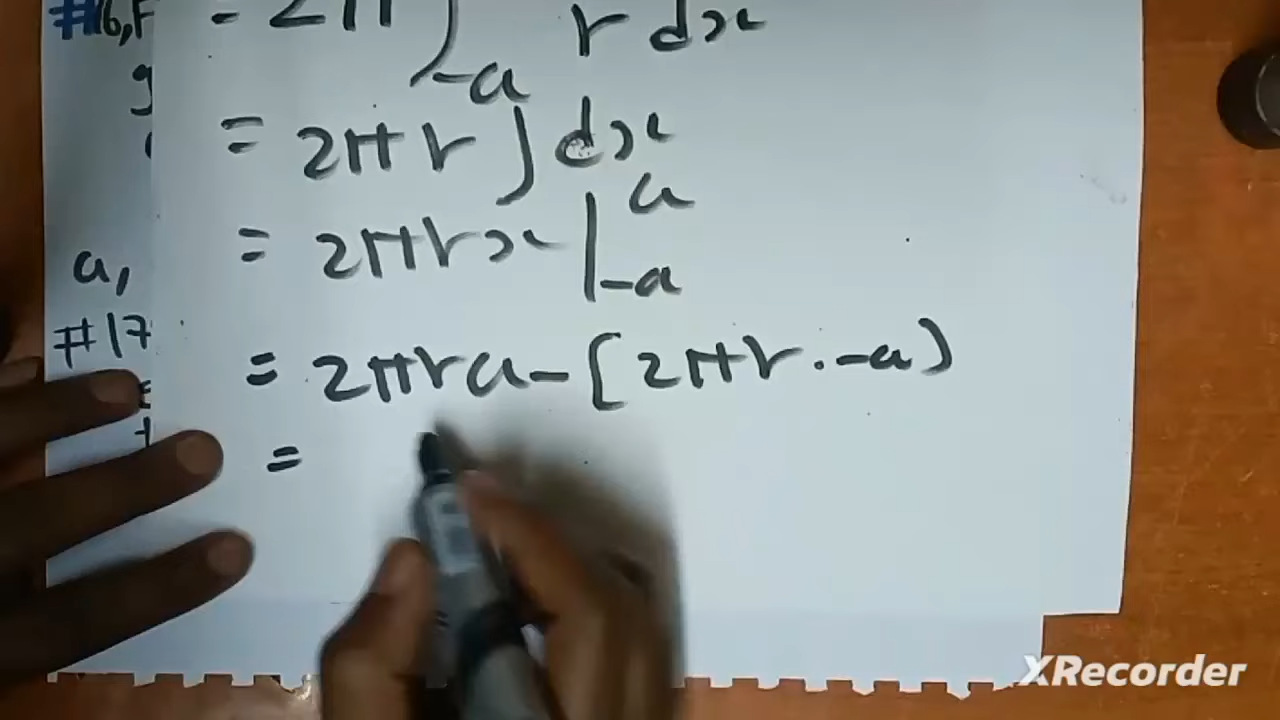 #16, F
= 2π ∫_-a r dx
= 2πr ∫ dx
= 2πrx |_-a^a
a,
#17
= 2πra - [2πr . -a)
=
XRecorder